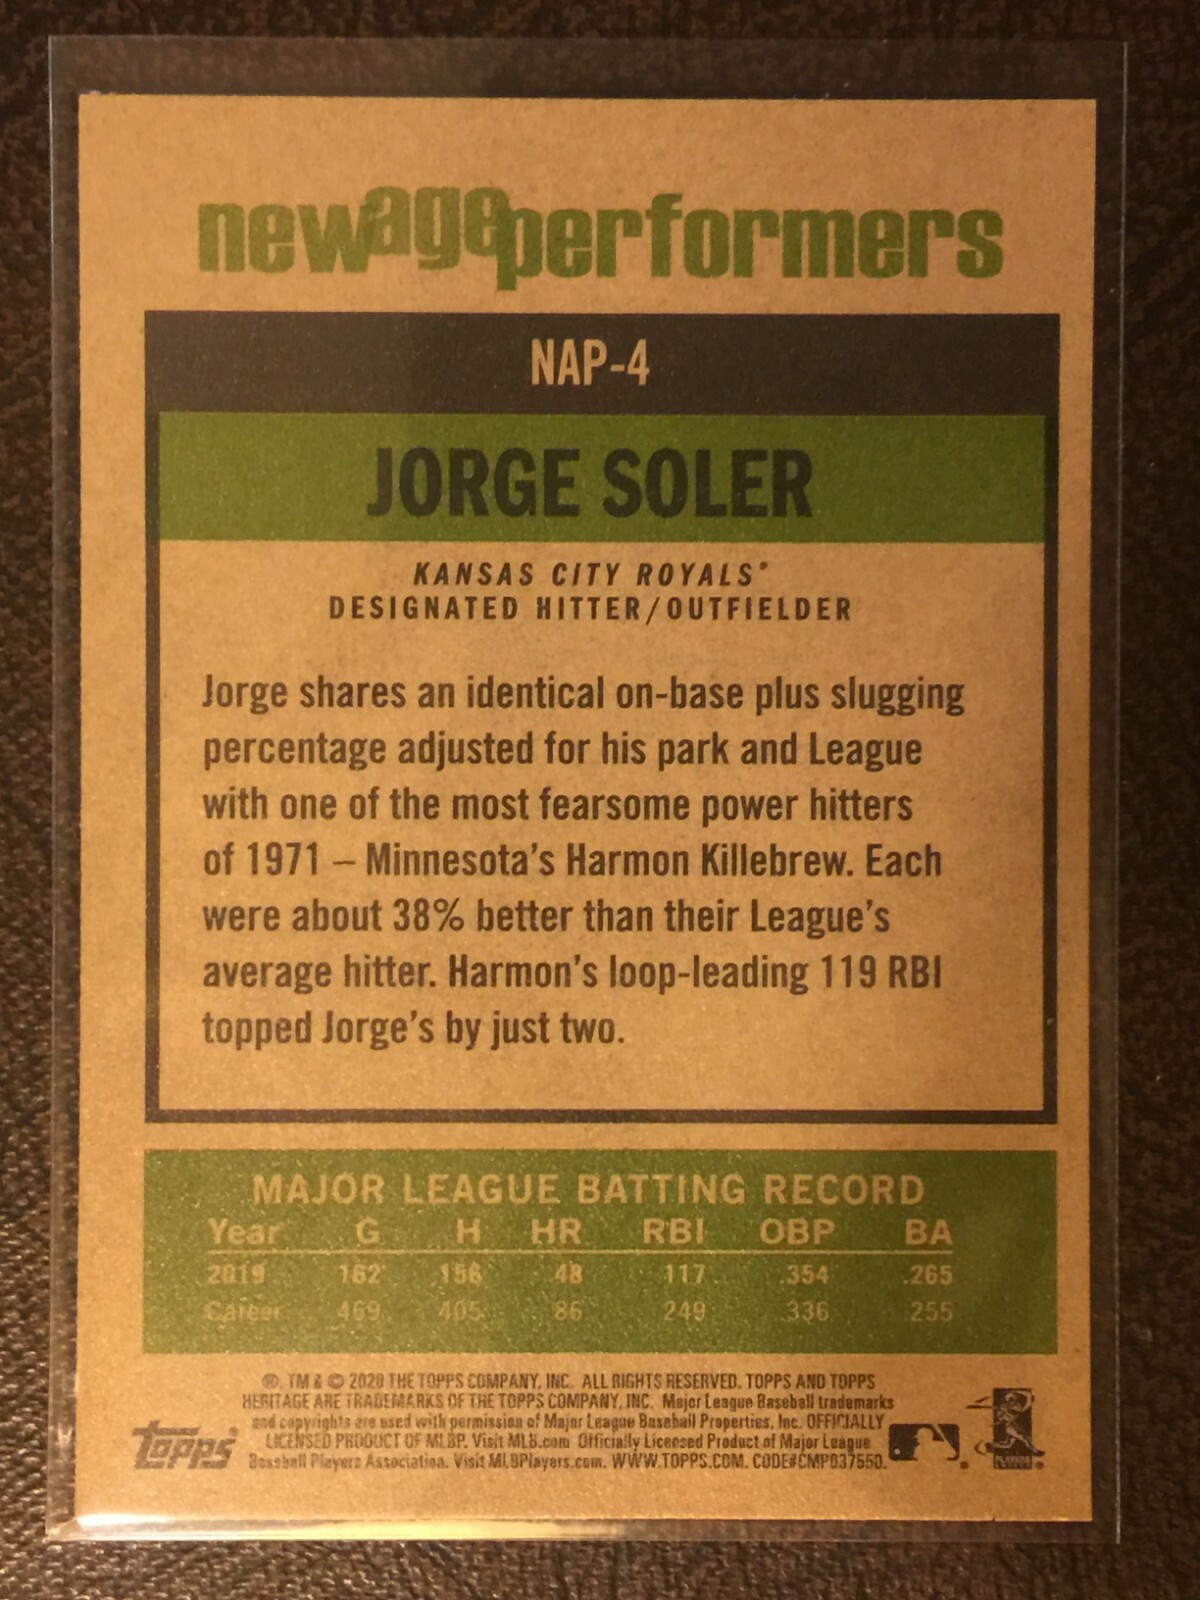 newageperformers
NAP-4
JORGE SOLER
KANSAS CITY ROYALS®
DESIGNATED HITTER/OUTFIELDER
Jorge shares an identical on-base plus slugging
percentage adjusted for his park and League
with one of the most fearsome power hitters
of 1971 – Minnesota's Harmon Killebrew. Each
were about 38% better than their League's
average hitter. Harmon's loop-leading 119 RBI
topped Jorge's by just two.
MAJOR LEAGUE BATTING RECORD
Year G H HR RBI OBP BA
2019 162 156 48 117 .354 .265
Career 469 405 86 249 .336 .255
®, TM & © 2020 THE TOPPS COMPANY, INC. ALL RIGHTS RESERVED. TOPPS AND TOPPS
HERITAGE ARE TRADEMARKS OF THE TOPPS COMPANY, INC. Major League Baseball trademarks
and copyrights are used with permission of Major League Baseball Properties, Inc. OFFICIALLY
LICENSED PRODUCT OF MLBP. Visit MLB.com Officially Licensed Product of Major League
Baseball Players Association. Visit MLBPlayers.com. WWW.TOPPS.COM. CODE#CMP037550.
topps